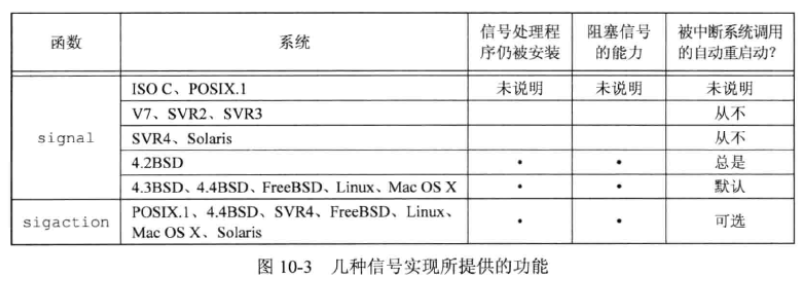 函数 系统 信号处理程序仍被安装 阻塞信号的能力 被中断系统调用的自动重启动?
signal ISO C、POSIX.1 未说明 未说明 未说明
V7、SVR2、SVR3 从不
SVR4、Solaris 从不
4.2BSD • • 总是
4.3BSD、4.4BSD、FreeBSD、Linux、Mac OS X • • 默认
sigaction POSIX.1、4.4BSD、SVR4、FreeBSD、Linux、
Mac OS X、Solaris • • 可选
图 10-3 几种信号实现所提供的功能